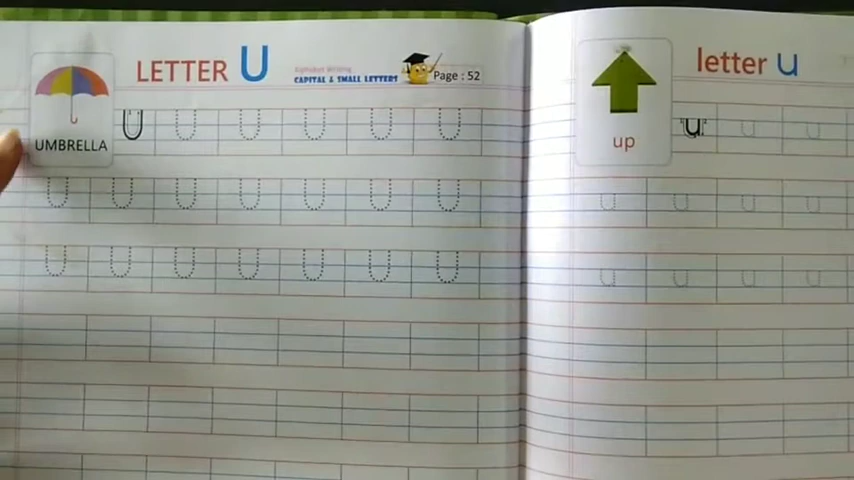 LETTER U
Alphabet Writing
CAPITAL & SMALL LETTERS
Page : 52
UMBRELLA
U U U U U U
U U U U U U U
U U U U U U U
letter u
up
u u u
u u u u
u u u u